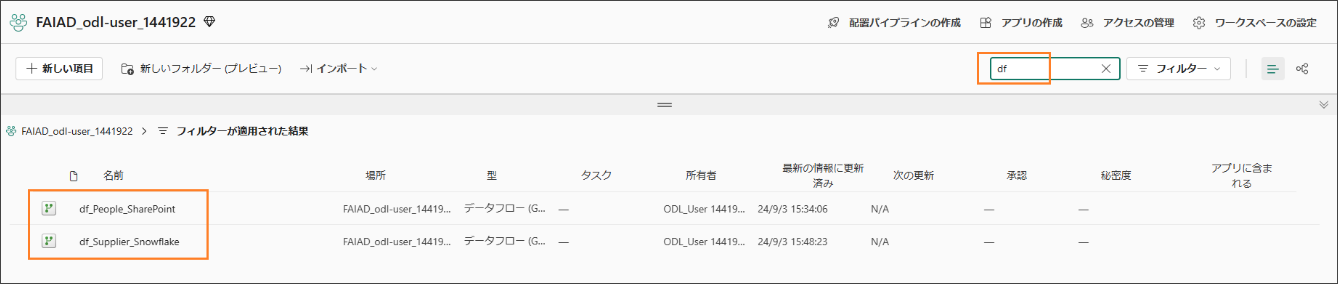 FAIAD_odl-user_1441922
配置パイプラインの作成 アプリの作成 アクセスの管理 ワークスペースの設定
新しい項目 新しいフォルダー (プレビュー) インポート df フィルター
FAIAD_odl-user_1441922 > フィルターが適用された結果
名前 場所 型 タスク 所有者 最新の情報に更新済み 次の更新 承認 秘密度 アプリに含まれる
df_People_SharePoint FAIAD_odl-user_14419... データフロー (G... — ODL_User 14419... 24/9/3 15:34:06 N/A — —
df_Supplier_Snowflake FAIAD_odl-user_14419... データフロー (G... — ODL_User 14419... 24/9/3 15:48:23 N/A — —